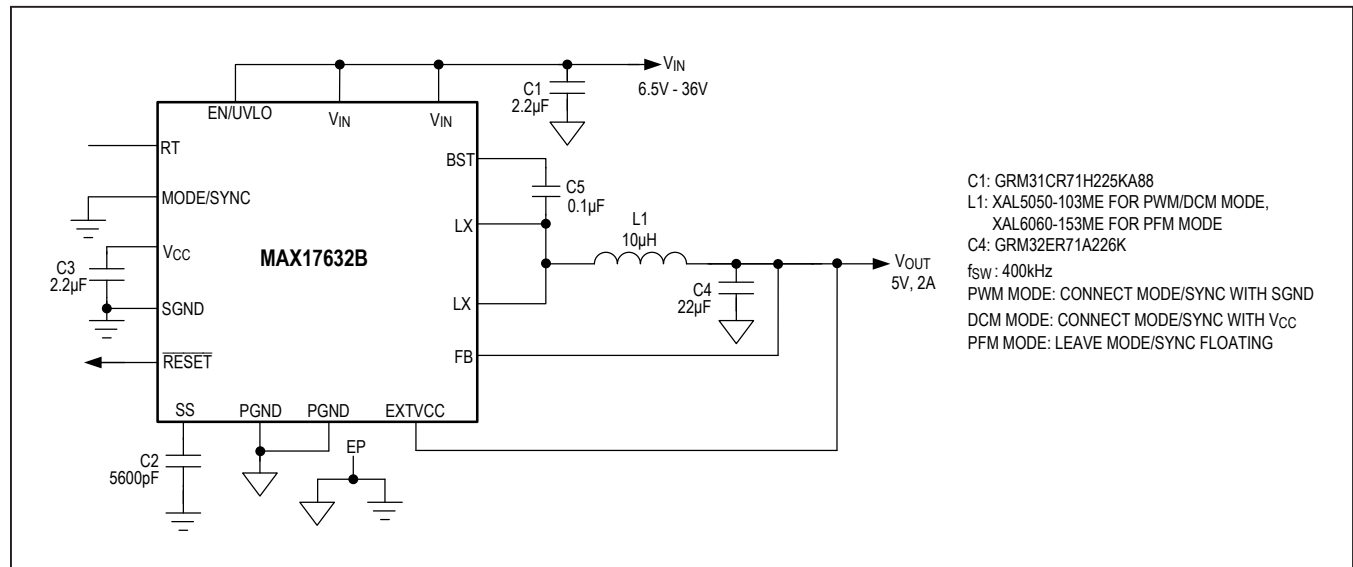 VIN
6.5V - 36V
C1
2.2µF
EN/UVLO
VIN
VIN
RT
BST
C5
0.1µF
MODE/SYNC
LX
L1
10µH
VCC
MAX17632B
C3
2.2µF
VOUT
5V, 2A
C4
22µF
LX
SGND
FB
RESET
SS
PGND
PGND
EXTVCC
EP
C2
5600pF
C1: GRM31CR71H225KA88
L1: XAL5050-103ME FOR PWM/DCM MODE,
XAL6060-153ME FOR PFM MODE
C4: GRM32ER71A226K
fSW : 400kHz
PWM MODE: CONNECT MODE/SYNC WITH SGND
DCM MODE: CONNECT MODE/SYNC WITH VCC
PFM MODE: LEAVE MODE/SYNC FLOATING